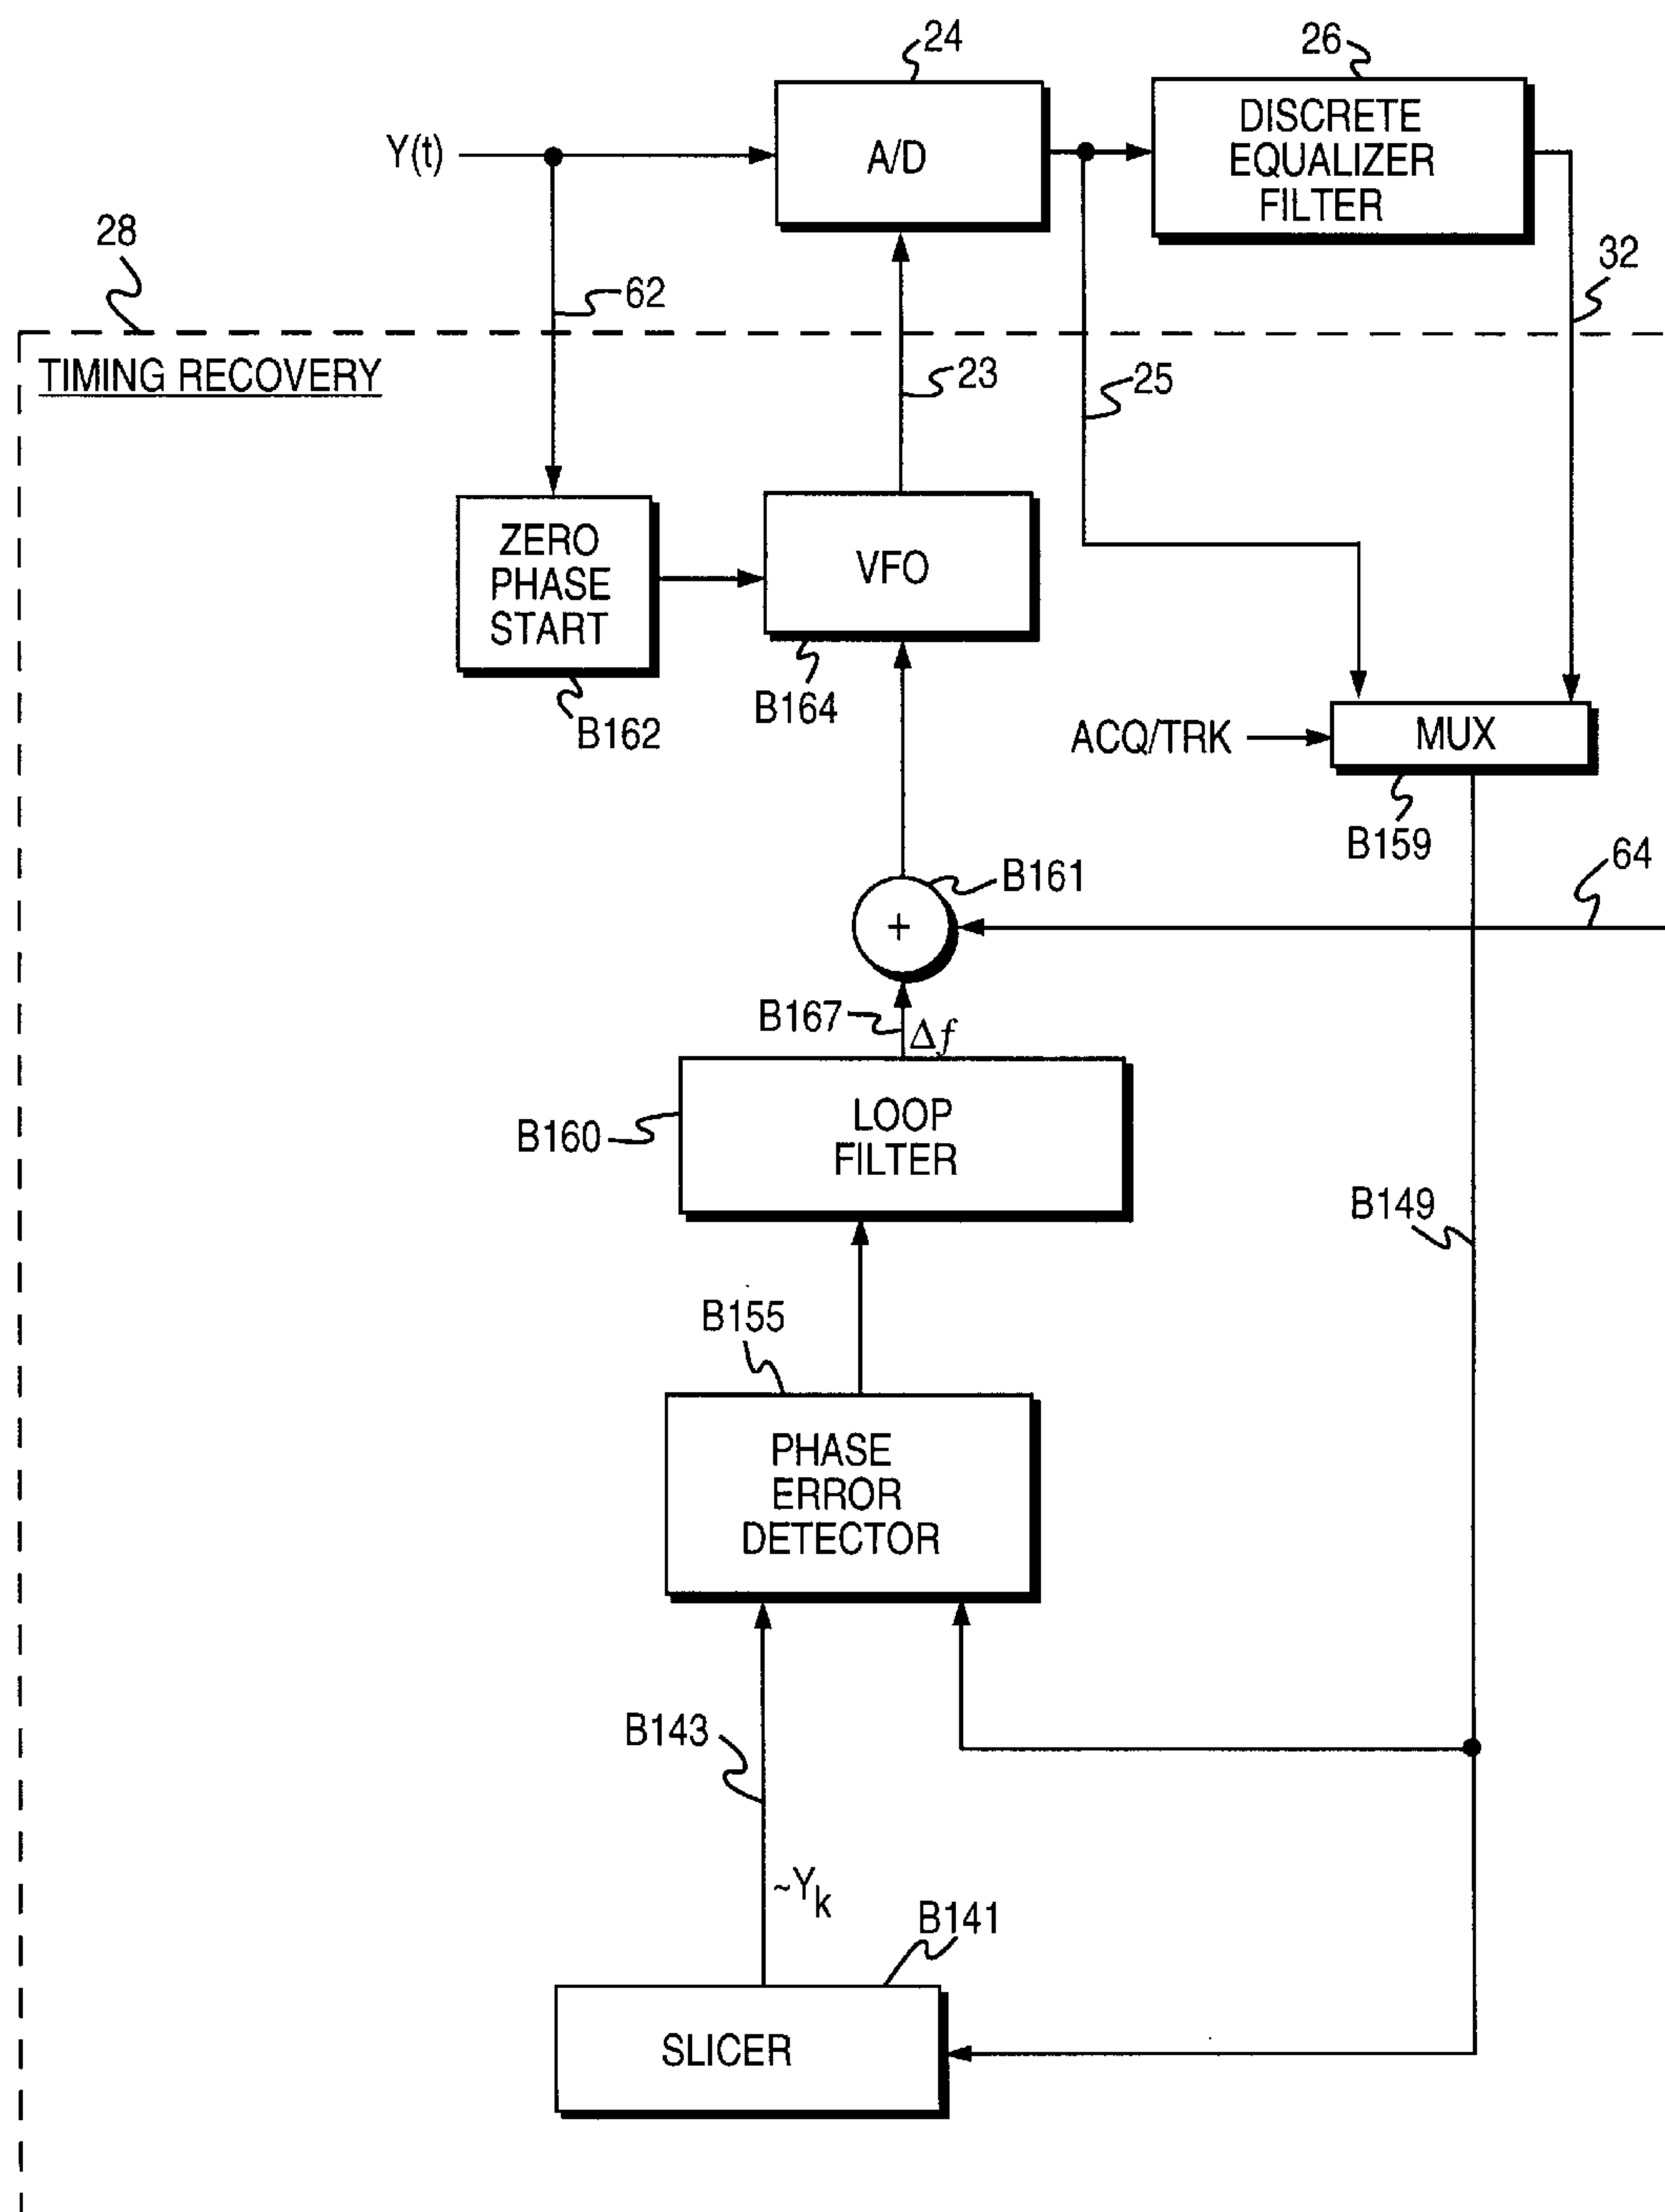 24
26
Y(t)
A/D
DISCRETE
EQUALIZER
FILTER
28
62
32
TIMING RECOVERY
23
25
ZERO
PHASE
START
VFO
B162
B164
ACQ/TRK
MUX
B159
64
B161
+
B167
Δf
B160
LOOP
FILTER
B149
B155
PHASE
ERROR
DETECTOR
B143
~Yk
B141
SLICER